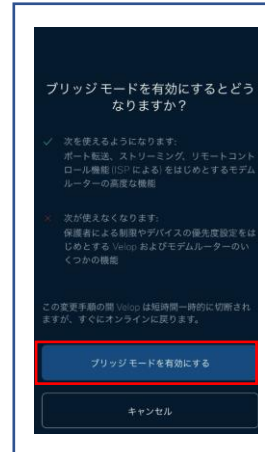 ブリッジ モードを有効にするとどう
なりますか？
次を使えるようになります:
ポート転送、ストリーミング、リモートコント
ロール機能 (ISP による) をはじめとするモデム
ルーターの高度な機能
次が使えなくなります:
保護者による制限やデバイスの優先度設定をは
じめとする Velop およびモデムルーターのい
くつかの機能
この変更手順の間 Velop は短時間一時的に切断され
ますが、すぐにオンラインに戻ります。
ブリッジ モードを有効にする
キャンセル